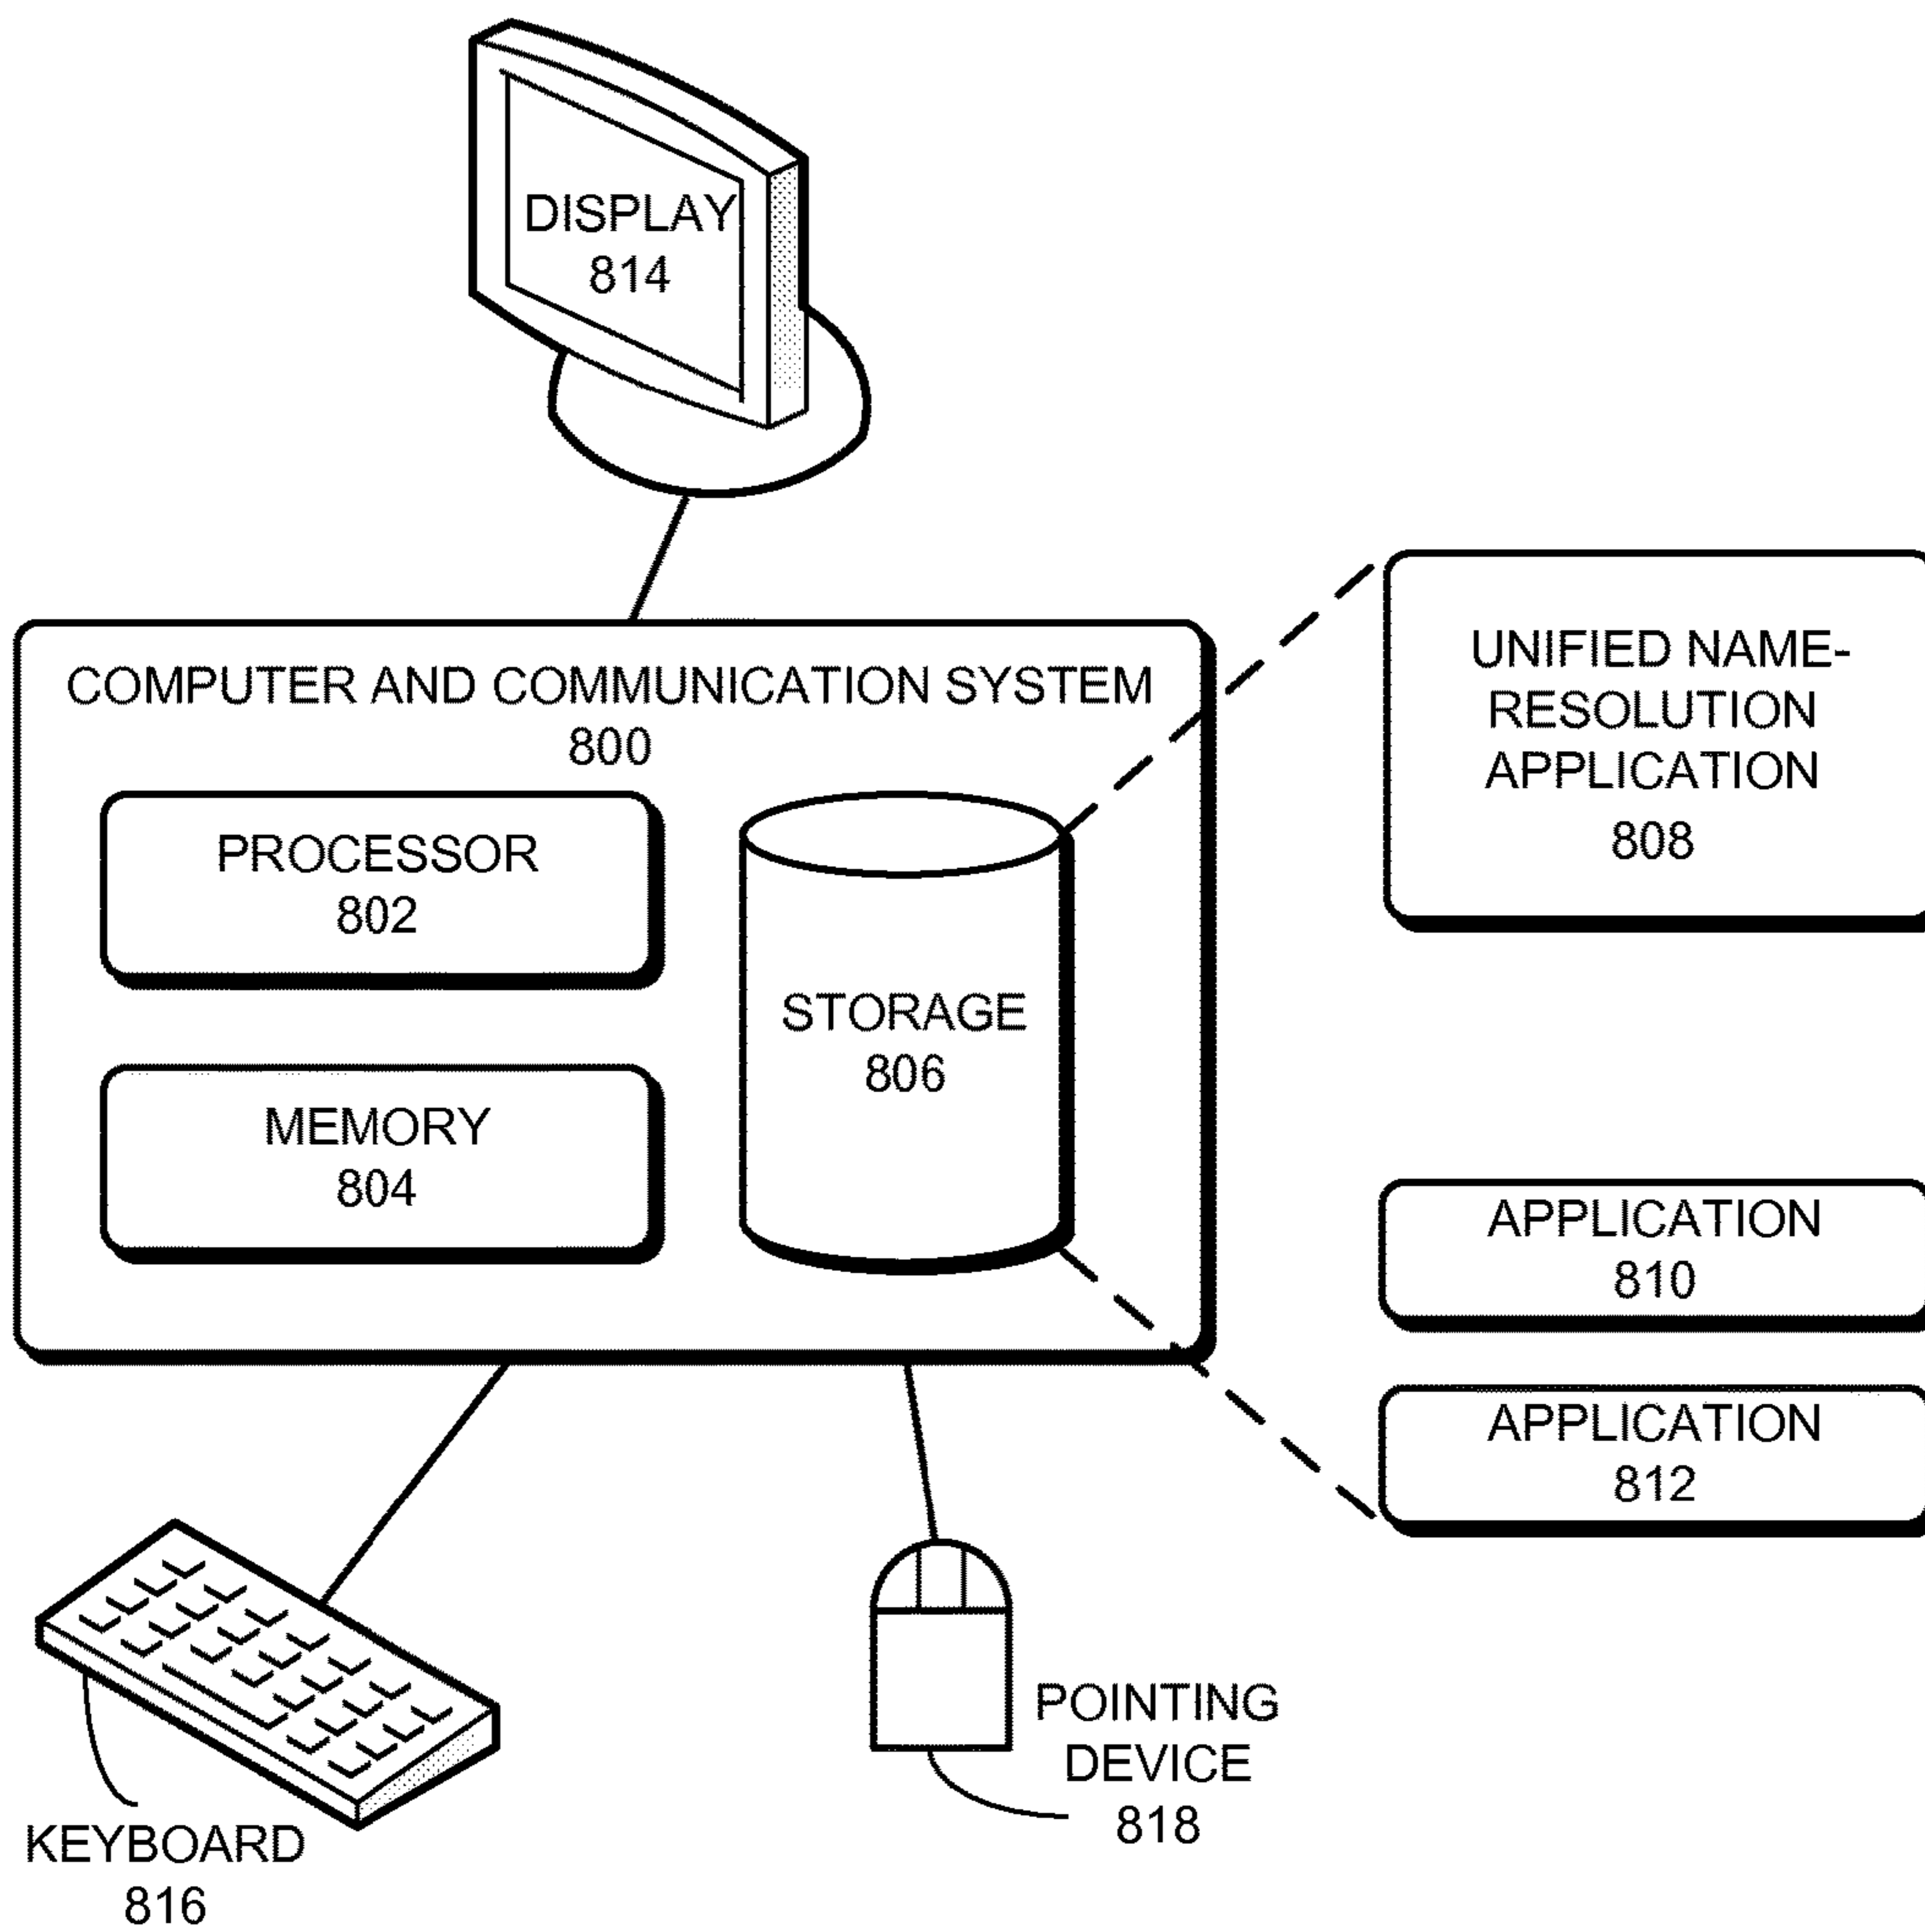 DISPLAY
814
COMPUTER AND COMMUNICATION SYSTEM
800
PROCESSOR
802
MEMORY
804
STORAGE
806
UNIFIED NAME-
RESOLUTION
APPLICATION
808
APPLICATION
810
APPLICATION
812
KEYBOARD
816
POINTING
DEVICE
818